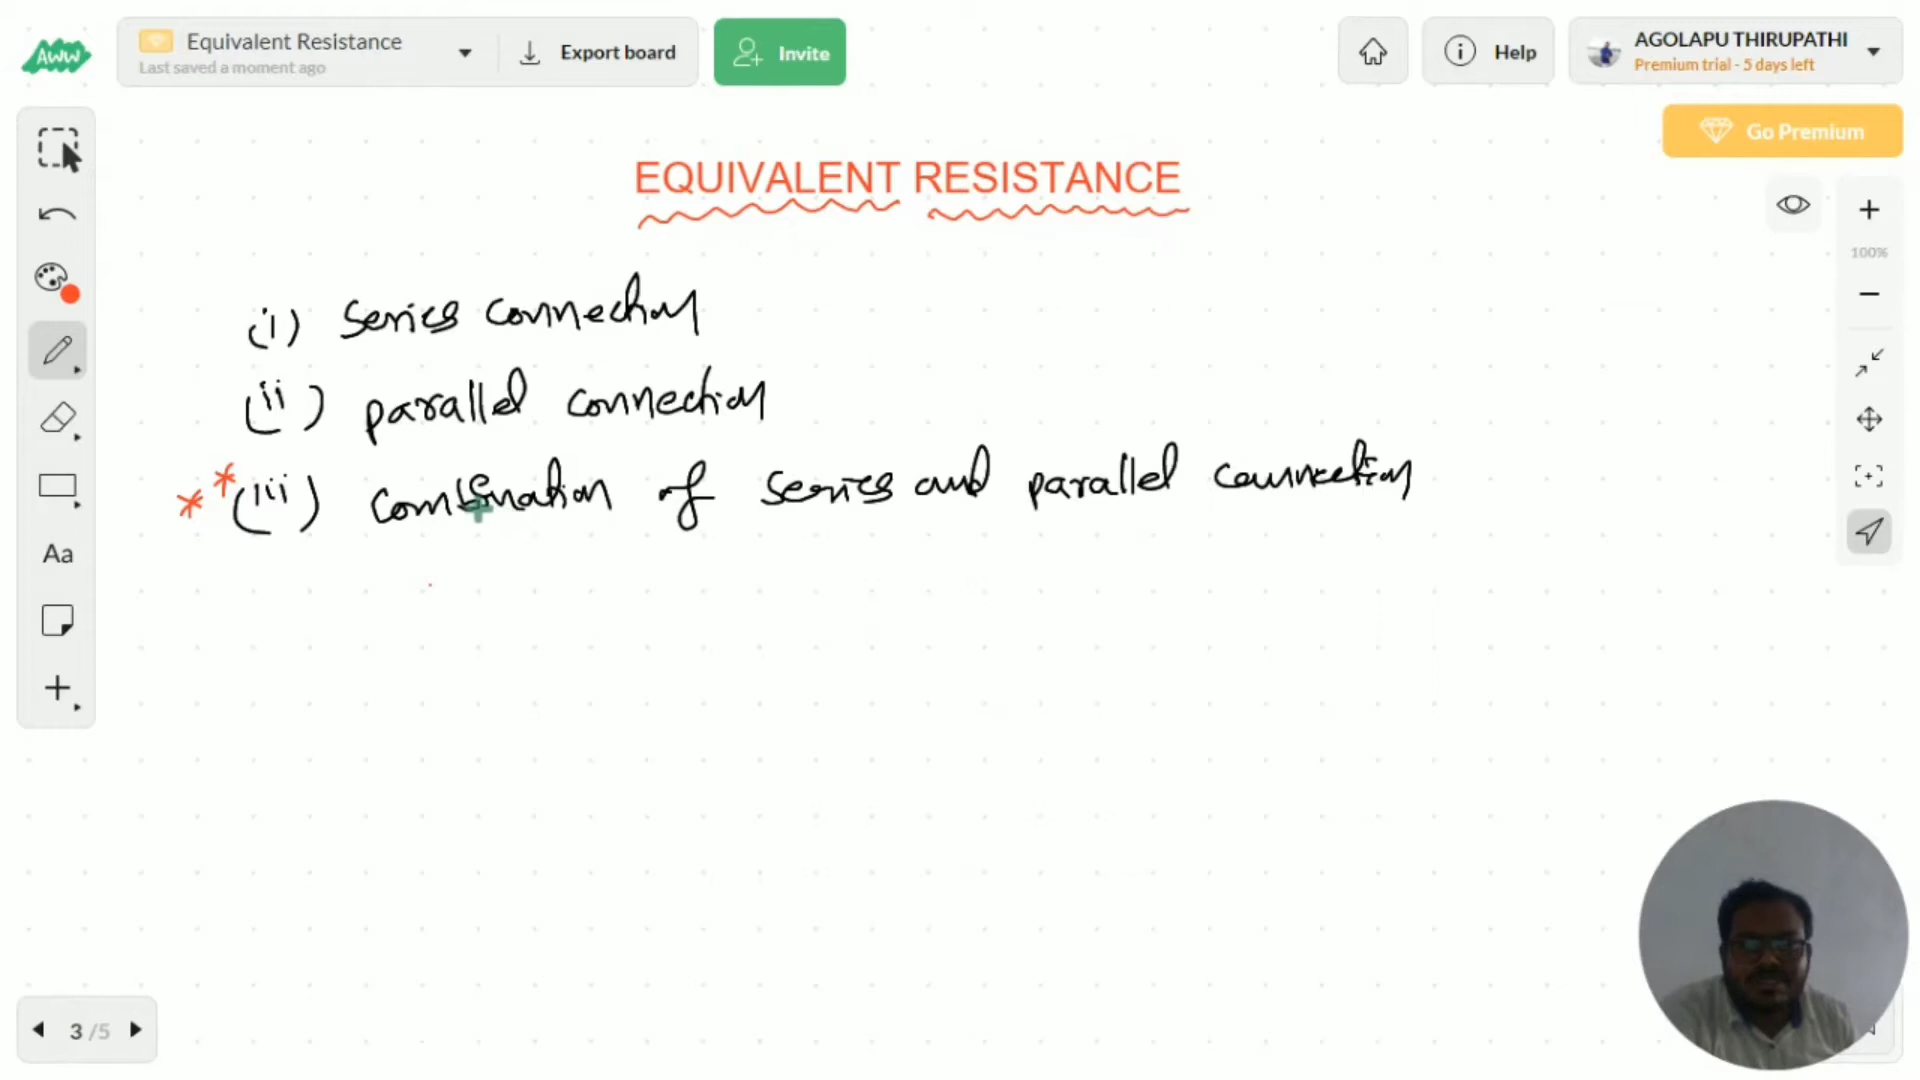 AWW
Equivalent Resistance
Last saved a moment ago
Export board
Invite
Help
AGOLAPU THIRUPATHI
Premium trial - 5 days left
Go Premium
EQUIVALENT RESISTANCE
100%
(i) Series connection
(ii) parallel connection
**(iii) combination of series and parallel connection
Aa
3 /5